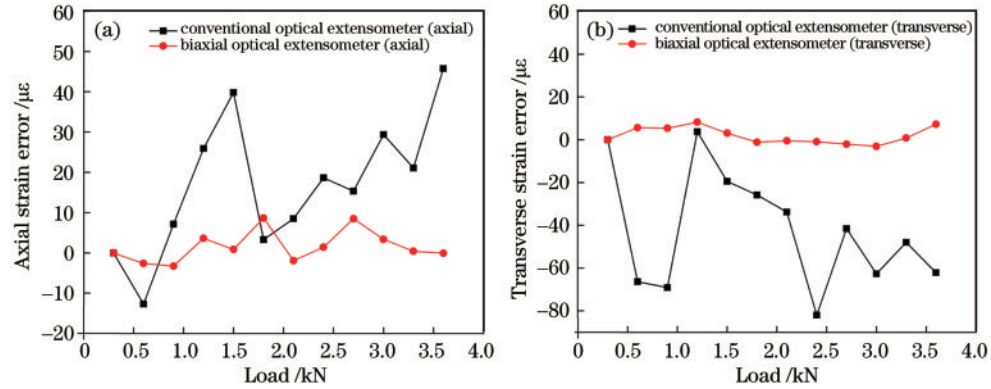 (a)
conventional optical extensometer (axial)
biaxial optical extensometer (axial)
Axial strain error /με
60
50
40
30
20
10
0
−10
−20
0 0.5 1.0 1.5 2.0 2.5 3.0 3.5 4.0
Load /kN
(b)
conventional optical extensometer (transverse)
biaxial optical extensometer (transverse)
Transverse strain error /με
60
40
20
0
−20
−40
−60
−80
0 0.5 1.0 1.5 2.0 2.5 3.0 3.5 4.0
Load /kN